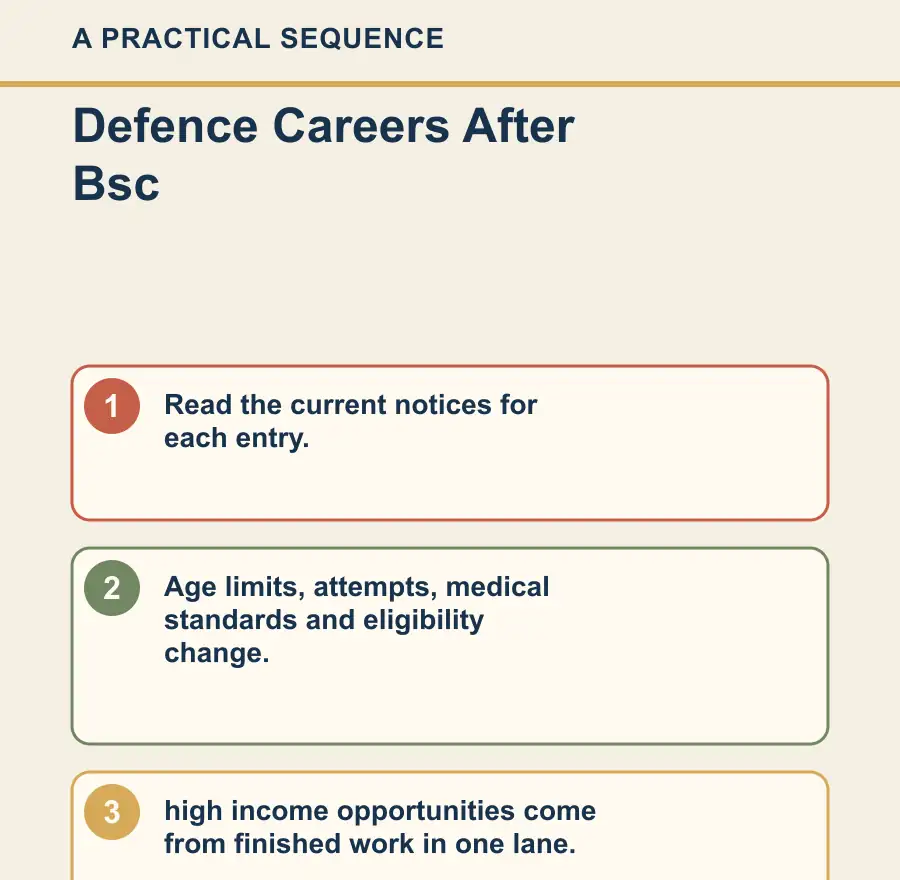 A PRACTICAL SEQUENCE
Defence Careers After
Bsc
1
Read the current notices for
each entry.
2
Age limits, attempts, medical
standards and eligibility
change.
3
high income opportunities come
from finished work in one lane.